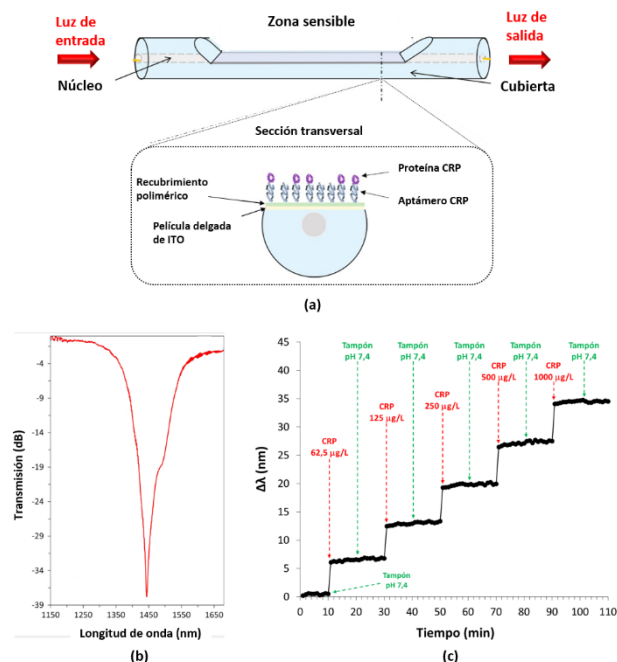 Luz de
entrada
Zona sensible
Luz de
salida
Núcleo
Cubierta
Sección transversal
Proteína CRP
Recubrimiento
polimérico
Aptámero CRP
Película delgada
de ITO
(a)
-4
-9
-14
-19
-24
-29
-34
-39
Transmisión (dB)
1150
1250
1350
1450
1550
1650
Longitud de onda (nm)
(b)
45
40
35
30
25
20
15
10
5
0
Δλ (nm)
Tampón
pH 7,4
Tampón
pH 7,4
Tampón
pH 7,4
Tampón
pH 7,4
Tampón
pH 7,4
CRP
62,5 µg/L
CRP
125 µg/L
CRP
250 µg/L
CRP
500 µg/L
CRP
1000 µg/L
Tampón
pH 7,4
0
10
20
30
40
50
60
70
80
90
100
110
Tiempo (min)
(c)